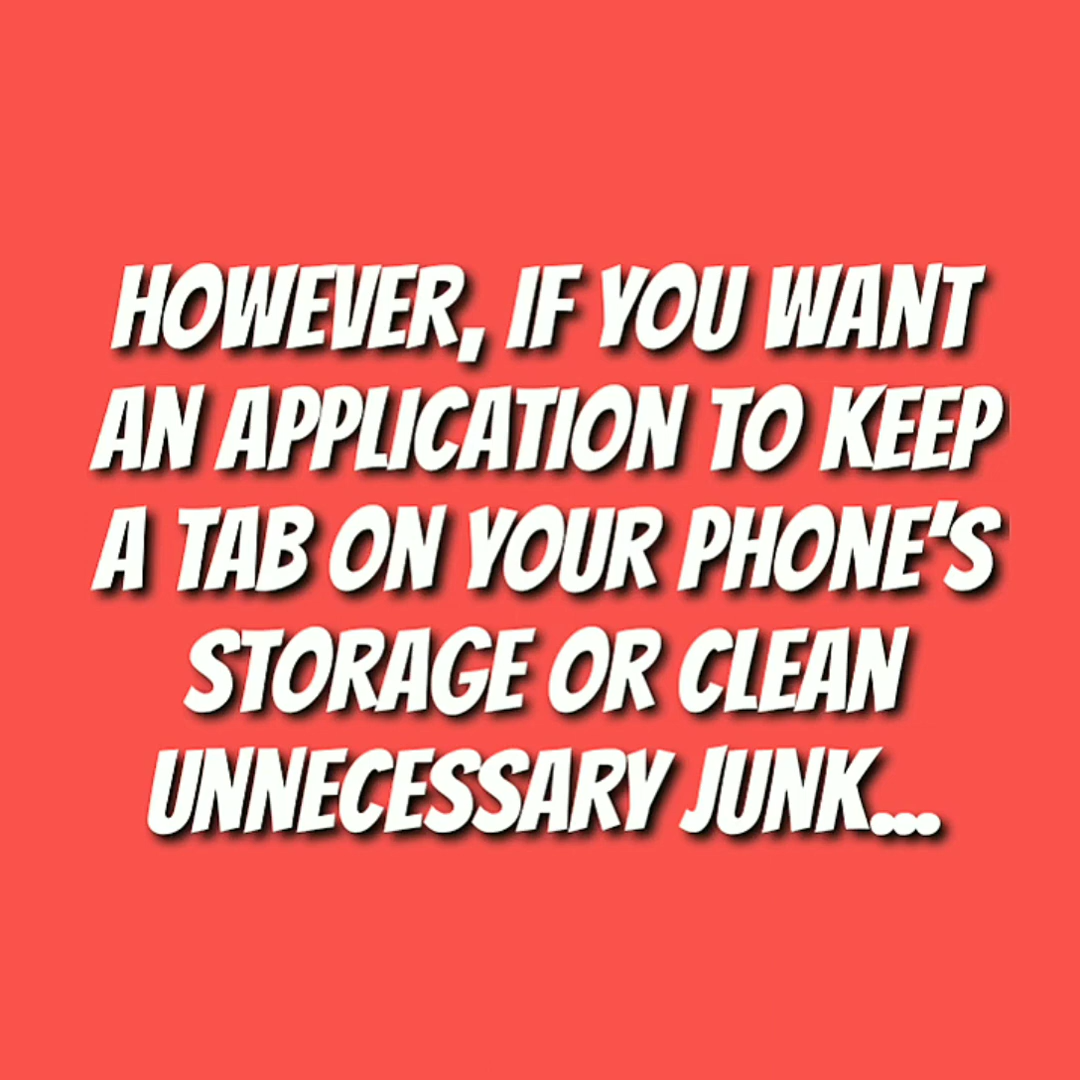 HOWEVER, IF YOU WANT
AN APPLICATION TO KEEP
A TAB ON YOUR PHONE'S
STORAGE OR CLEAN
UNNECESSARY JUNK...